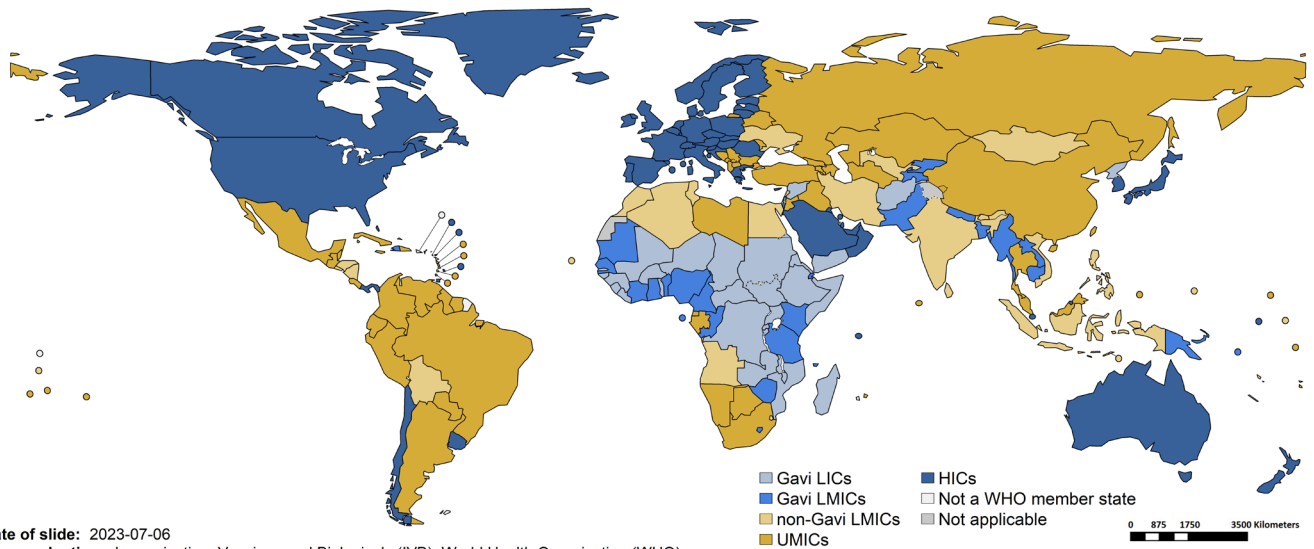 Gavi LICs
Gavi LMICs
non-Gavi LMICs
UMICs
HICs
Not a WHO member state
Not applicable
0 875 1750 3500 Kilometers
ate of slide: 2023-07-06